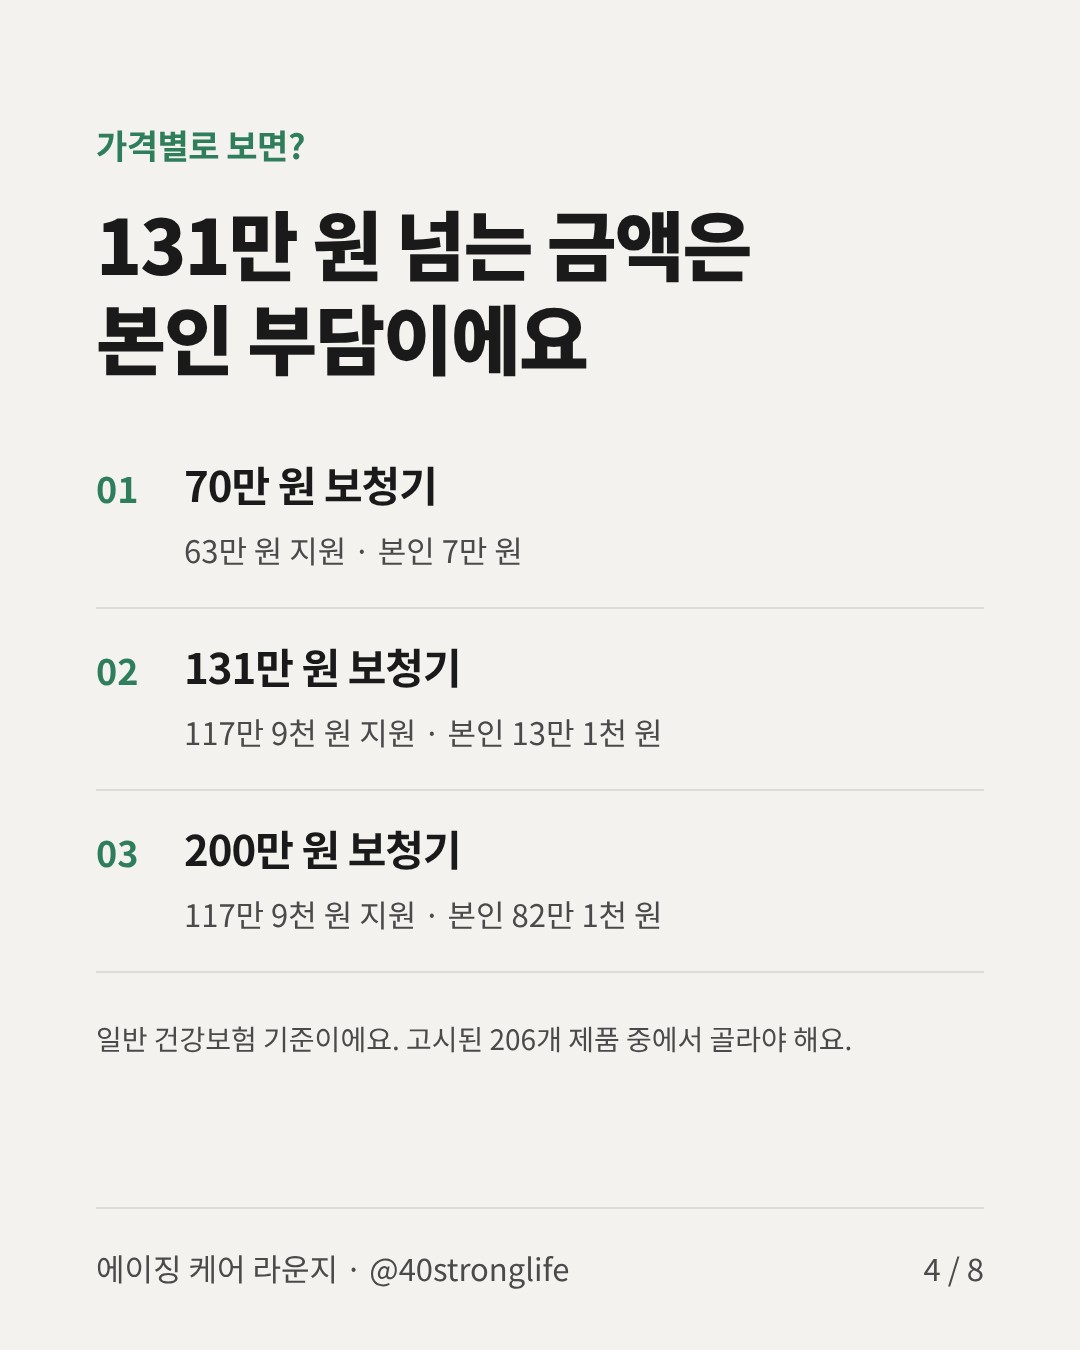 가격별로 보면?
131만 원 넘는 금액은
본인 부담이에요
01 70만 원 보청기
63만 원 지원 · 본인 7만 원
02 131만 원 보청기
117만 9천 원 지원 · 본인 13만 1천 원
03 200만 원 보청기
117만 9천 원 지원 · 본인 82만 1천 원
일반 건강보험 기준이에요. 고시된 206개 제품 중에서 골라야 해요.
에이징 케어 라운지 · @40stronglife 4 / 8